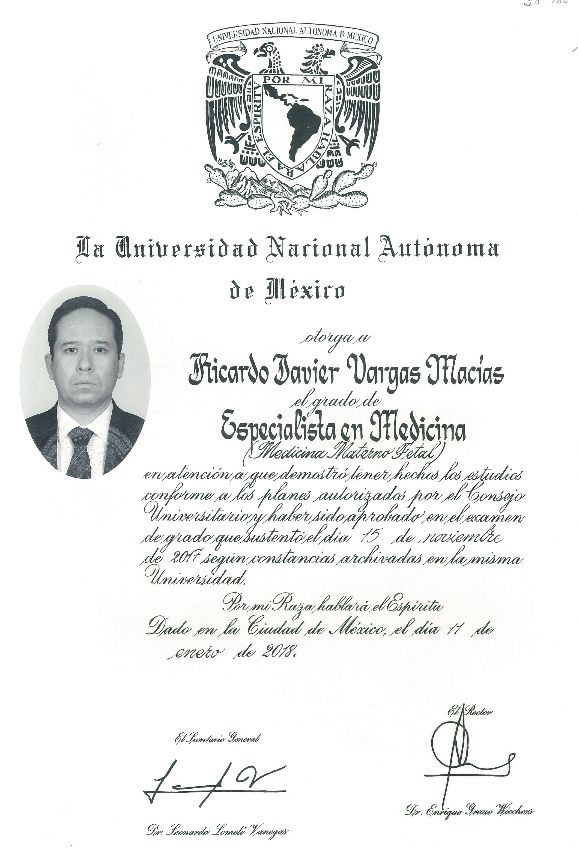 UNIVERSIDAD NACIONAL AUTÓNOMA D MÉXICO
POR MI RAZA HABLARA EL ESPIRITV
La Universidad Nacional Autónoma
de México
otorga a
Ricardo Javier Vargas Macías
el grado de
Especialista en Medicina
(Medicina Materno Fetal)
en atención a que demostró tener hechos los estudios
conforme a los planes autorizados por el Consejo
Universitario y haber sido aprobado en el examen
de grado que sustentó el día 15 de noviembre
de 2017 según constancias archivadas en la misma
Universidad.
Por mi Raza hablará el Espíritu
Dado en la Ciudad de México, el día 11 de
enero de 2018.
El Rector
El Secretario General
Dr. Enrique Graue Wiechers
Dr. Leonardo Lomelí Vanegas